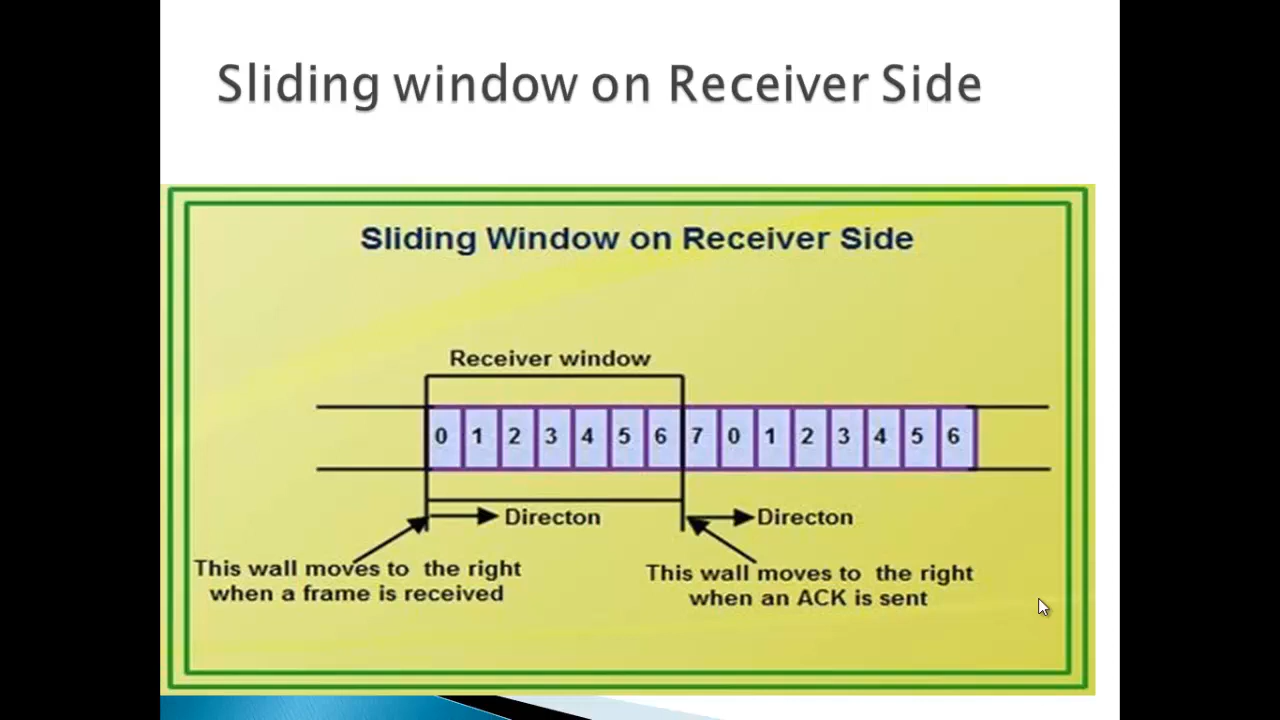 Sliding window on Receiver Side
Sliding Window on Receiver Side
Receiver window
0 1 2 3 4 5 6 7 0 1 2 3 4 5 6
Directon Directon
This wall moves to the right
when a frame is received
This wall moves to the right
when an ACK is sent